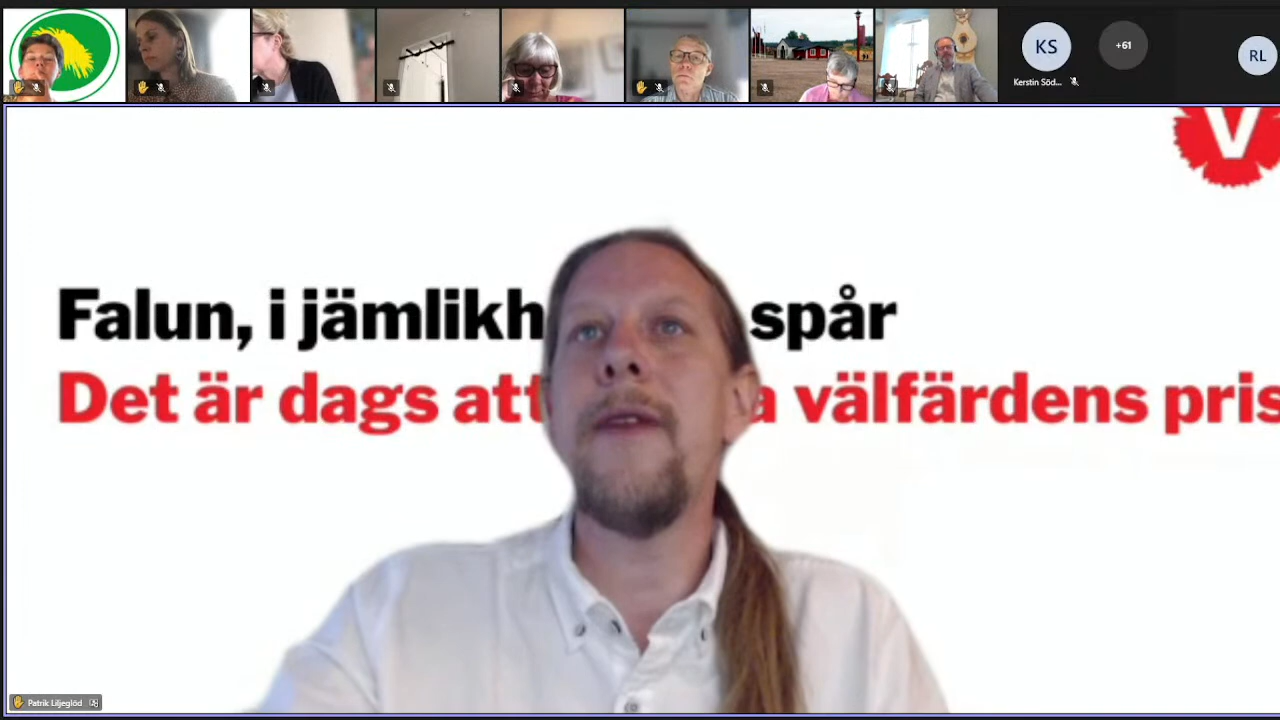 KS
+61
RL
Kerstin Söd...
V
Falun, i jämlikh spår
Det är dags att a välfärdens pris
Patrik Liljeglöd